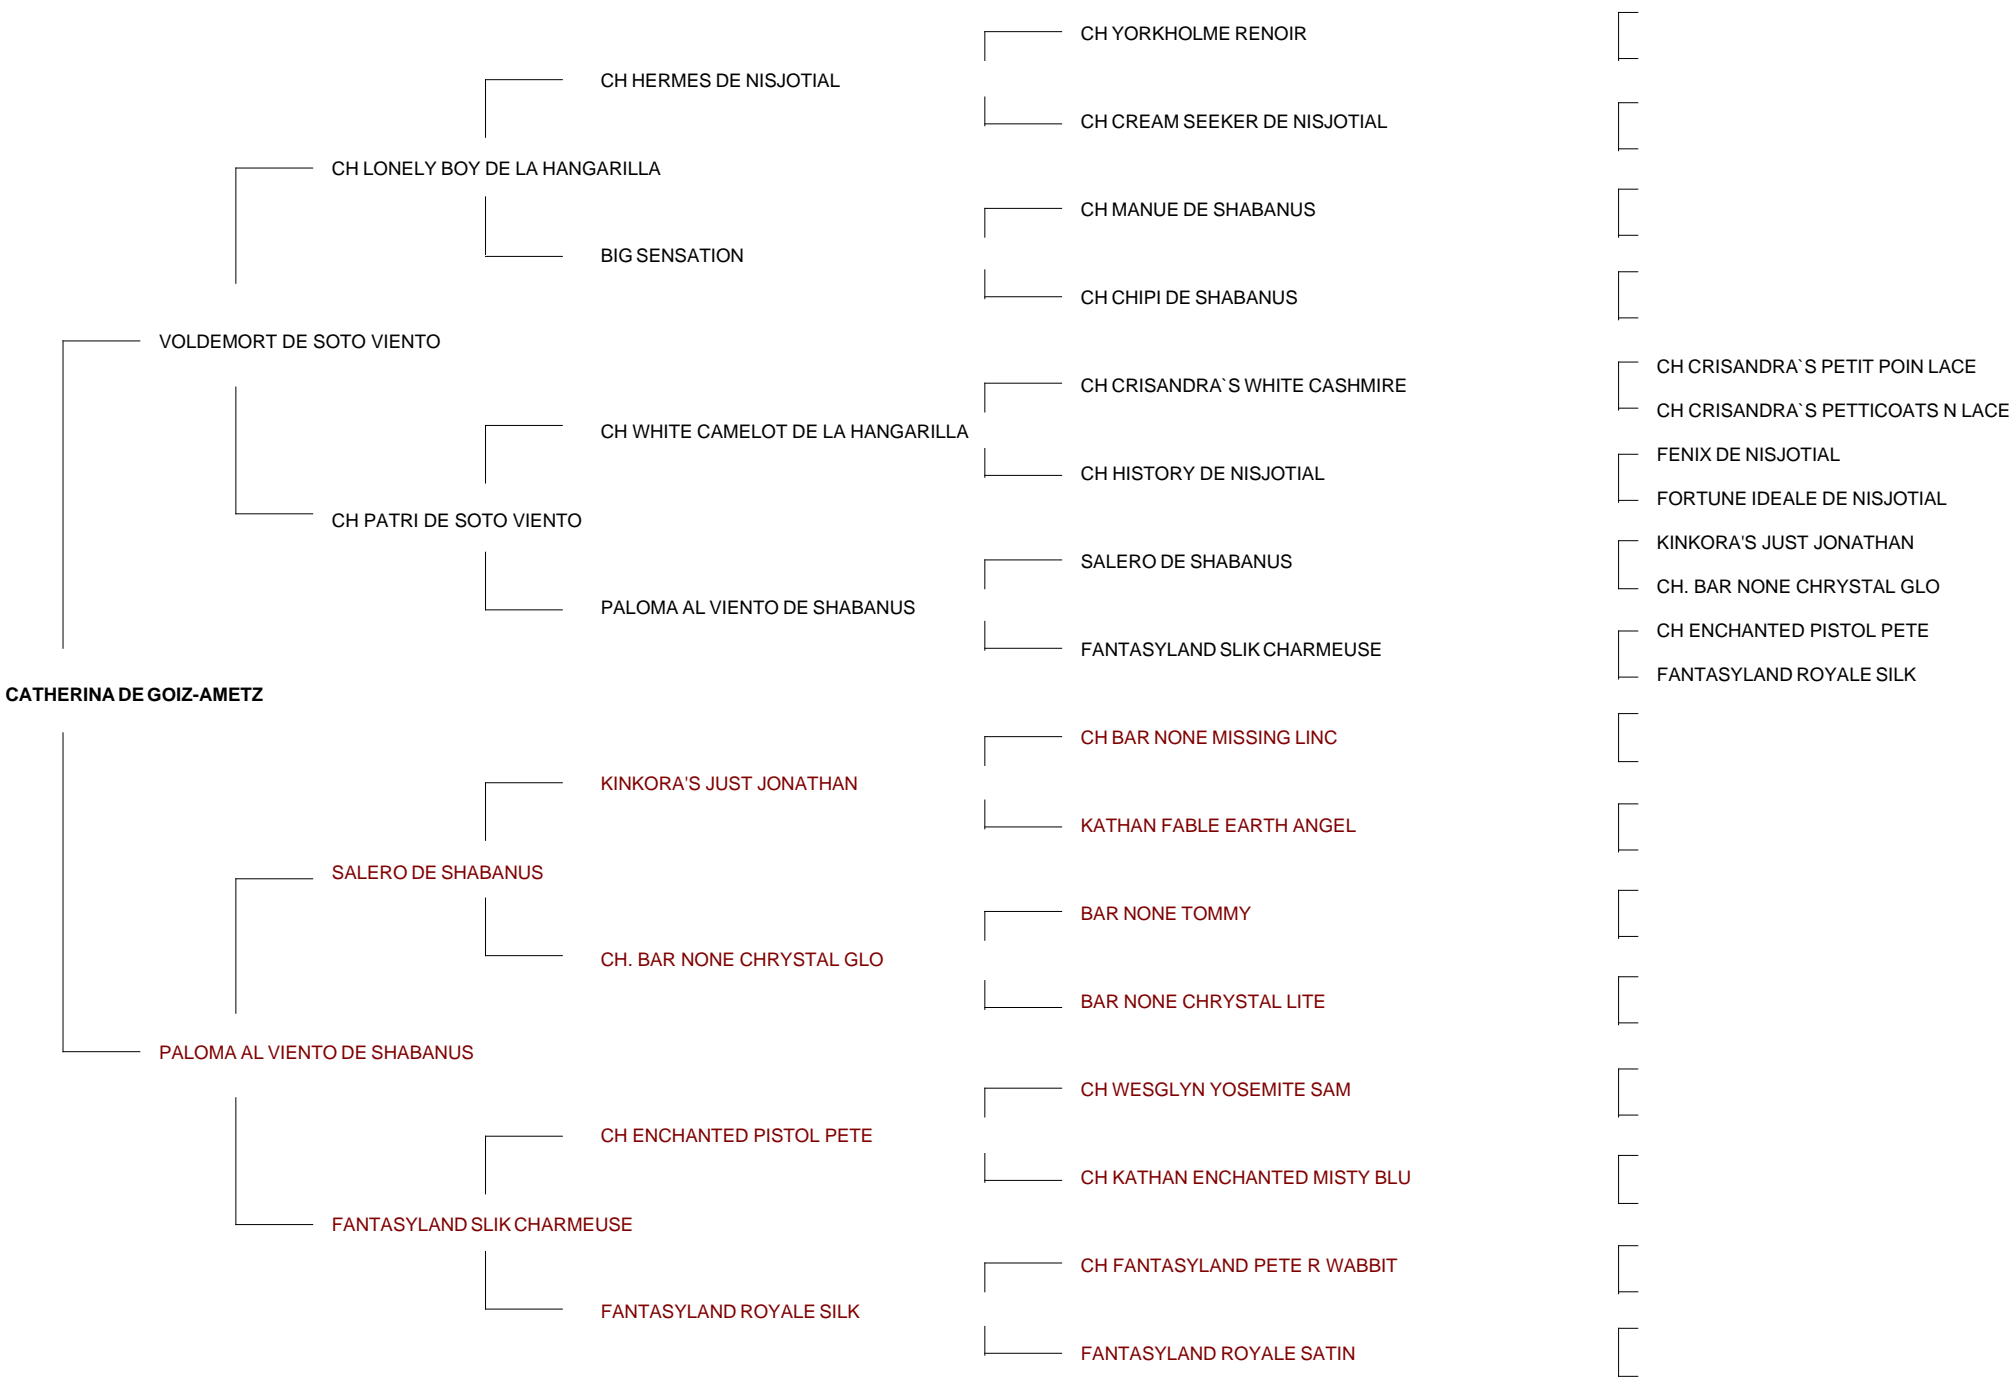 CH YORKHOLME RENOIR
CH HERMES DE NISJOTIAL
CH CREAM SEEKER DE NISJOTIAL
CH LONELY BOY DE LA HANGARILLA
CH MANUE DE SHABANUS
BIG SENSATION
CH CHIPI DE SHABANUS
VOLDEMORT DE SOTO VIENTO
CH CRISANDRA`S PETIT POIN LACE
CH CRISANDRA`S WHITE CASHMIRE
CH CRISANDRA`S PETTICOATS N LACE
CH WHITE CAMELOT DE LA HANGARILLA
FENIX DE NISJOTIAL
CH HISTORY DE NISJOTIAL
FORTUNE IDEALE DE NISJOTIAL
CH PATRI DE SOTO VIENTO
KINKORA'S JUST JONATHAN
SALERO DE SHABANUS
CH. BAR NONE CHRYSTAL GLO
PALOMA AL VIENTO DE SHABANUS
CH ENCHANTED PISTOL PETE
FANTASYLAND SLIK CHARMEUSE
FANTASYLAND ROYALE SILK
CATHERINA DE GOIZ-AMETZ
CH BAR NONE MISSING LINC
KINKORA'S JUST JONATHAN
KATHAN FABLE EARTH ANGEL
SALERO DE SHABANUS
BAR NONE TOMMY
CH. BAR NONE CHRYSTAL GLO
BAR NONE CHRYSTAL LITE
PALOMA AL VIENTO DE SHABANUS
CH WESGLYN YOSEMITE SAM
CH ENCHANTED PISTOL PETE
CH KATHAN ENCHANTED MISTY BLU
FANTASYLAND SLIK CHARMEUSE
CH FANTASYLAND PETE R WABBIT
FANTASYLAND ROYALE SILK
FANTASYLAND ROYALE SATIN